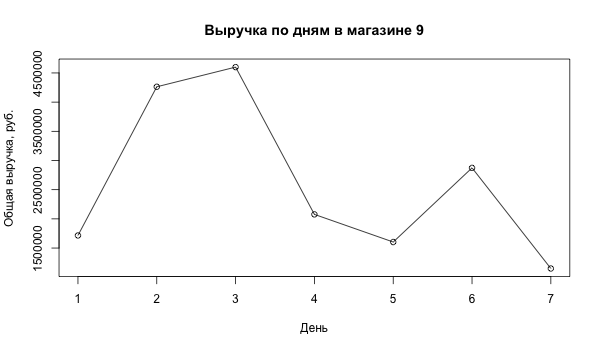 Выручка по дням в магазине 9
Общая выручка, руб.
4500000
3500000
2500000
1500000
1 2 3 4 5 6 7
День